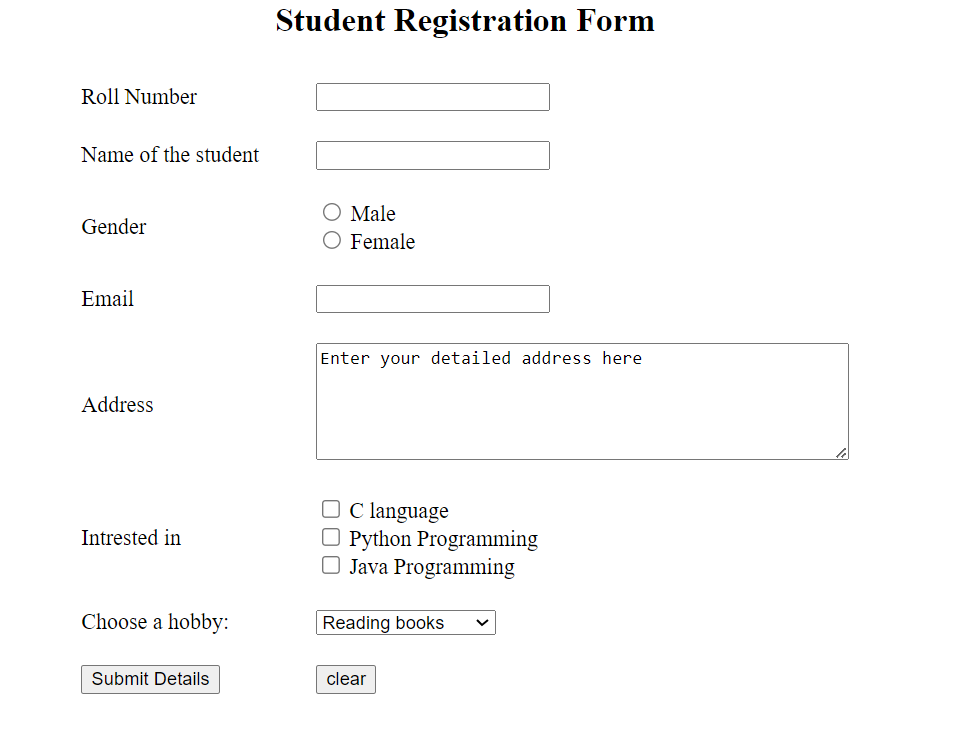 Student Registration Form
Roll Number
Name of the student
Gender
Male
Female
Email
Address
Enter your detailed address here
Intrested in
C language
Python Programming
Java Programming
Choose a hobby:
Reading books
Submit Details
clear